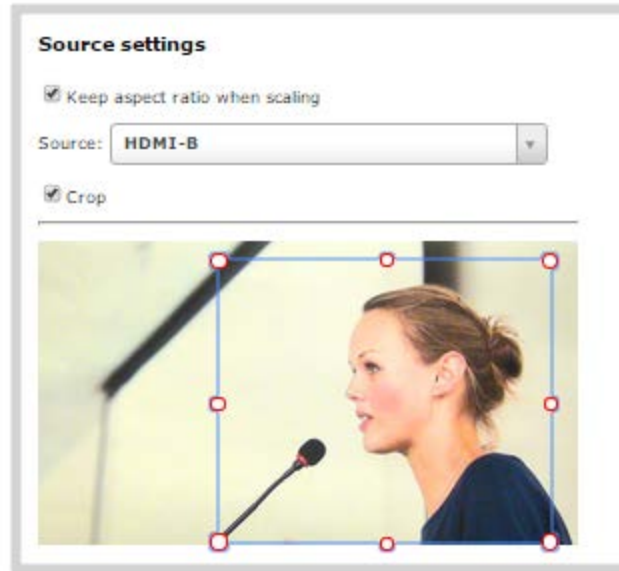 Source settings
Keep aspect ratio when scaling
Source: HDMI-B
Crop